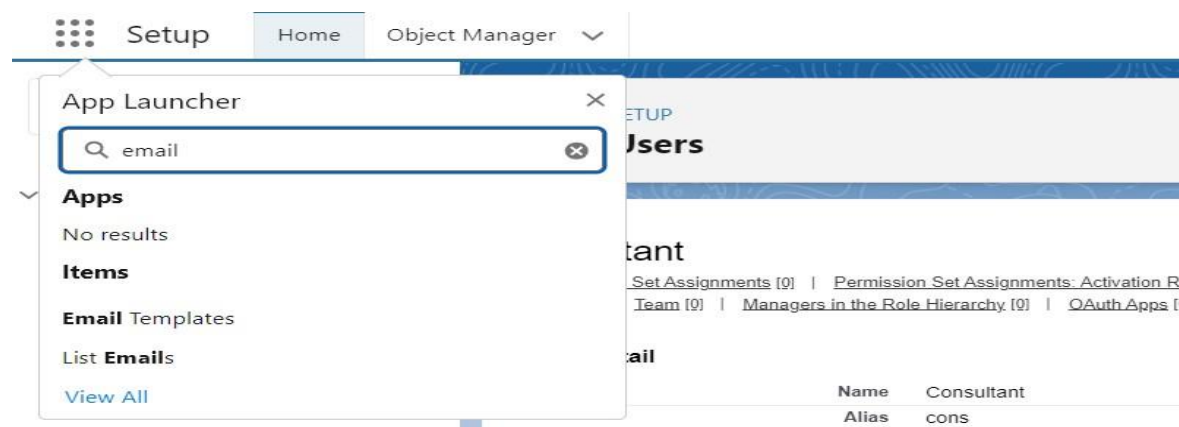 Setup Home Object Manager
App Launcher
email
Apps
No results
Items
Email Templates
List Emails
View All
ETUP
Users
tant
Set Assignments [0] | Permission Set Assignments: Activation R
Team [0] | Managers in the Role Hierarchy [0] | OAuth Apps [
tail
Name Consultant
Alias cons